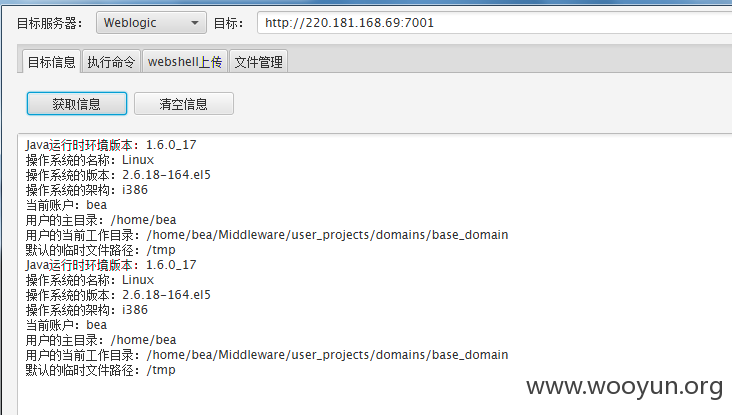 目标服务器: Weblogic 目标: http://220.181.168.69:7001
目标信息 执行命令 webshell上传 文件管理
获取信息 清空信息
Java运行时环境版本: 1.6.0_17
操作系统的名称: Linux
操作系统的版本: 2.6.18-164.el5
操作系统的架构: i386
当前账户: bea
用户的主目录: /home/bea
用户的当前工作目录: /home/bea/Middleware/user_projects/domains/base_domain
默认的临时文件路径: /tmp
Java运行时环境版本: 1.6.0_17
操作系统的名称: Linux
操作系统的版本: 2.6.18-164.el5
操作系统的架构: i386
当前账户: bea
用户的主目录: /home/bea
用户的当前工作目录: /home/bea/Middleware/user_projects/domains/base_domain
默认的临时文件路径: /tmp
www.wooyun.org